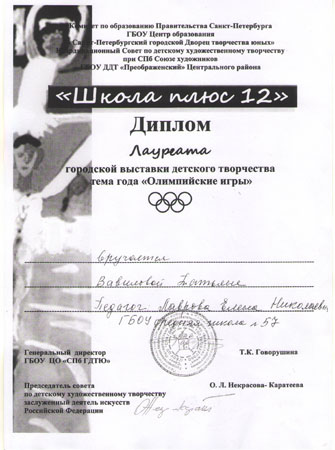 Комитет по образованию Правительства Санкт-Петербурга
ГБОУ Центр образования
«Санкт-Петербургский городской Дворец творчества юных»
Совет по детскому художественному творчеству
при СПб Союзе художников
ГБОУ ДДТ «Преображенский» Центрального района
«Школа плюс 12»
Диплом
Лауреата
городской выставки детского творчества
тема года «Олимпийские игры»
Вручается
Вавиловой Наталье
Педагог Лаврова Елена Николаевна
ГБОУ средняя школа № 57
Генеральный директор
ГБОУ ЦО «СПб ГДТЮ»
Т.К. Говорушина
Председатель совета
по детскому художественному творчеству
заслуженный деятель искусств
Российской Федерации
О. Л. Некрасова- Каратеева